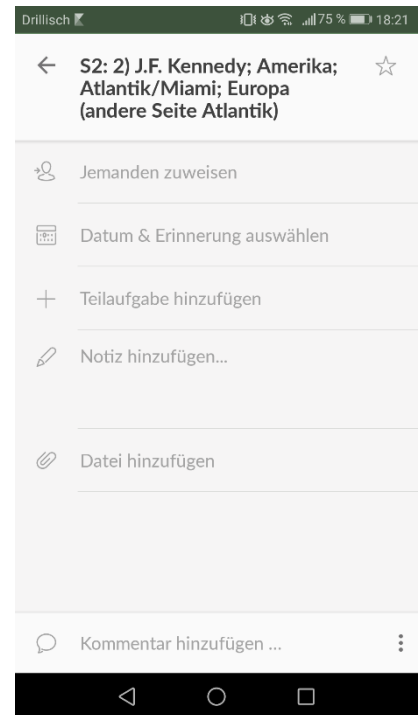 Drillisch 75 % 18:21
S2: 2) J.F. Kennedy; Amerika;
Atlantik/Miami; Europa
(andere Seite Atlantik)
Jemanden zuweisen
Datum & Erinnerung auswählen
Teilaufgabe hinzufügen
Notiz hinzufügen...
Datei hinzufügen
Kommentar hinzufügen ...